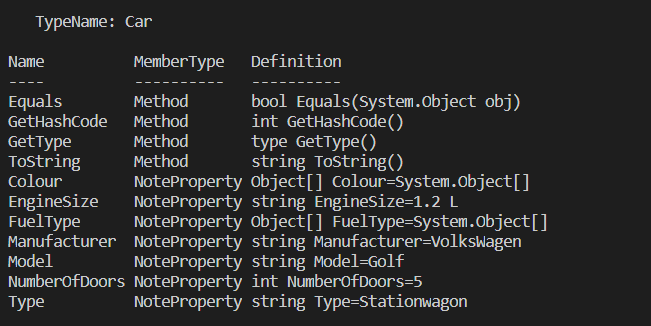 TypeName: Car
Name MemberType Definition
---- ---------- ----------
Equals Method bool Equals(System.Object obj)
GetHashCode Method int GetHashCode()
GetType Method type GetType()
ToString Method string ToString()
Colour NoteProperty Object[] Colour=System.Object[]
EngineSize NoteProperty string EngineSize=1.2 L
FuelType NoteProperty Object[] FuelType=System.Object[]
Manufacturer NoteProperty string Manufacturer=VolksWagen
Model NoteProperty string Model=Golf
NumberOfDoors NoteProperty int NumberOfDoors=5
Type NoteProperty string Type=Stationwagon